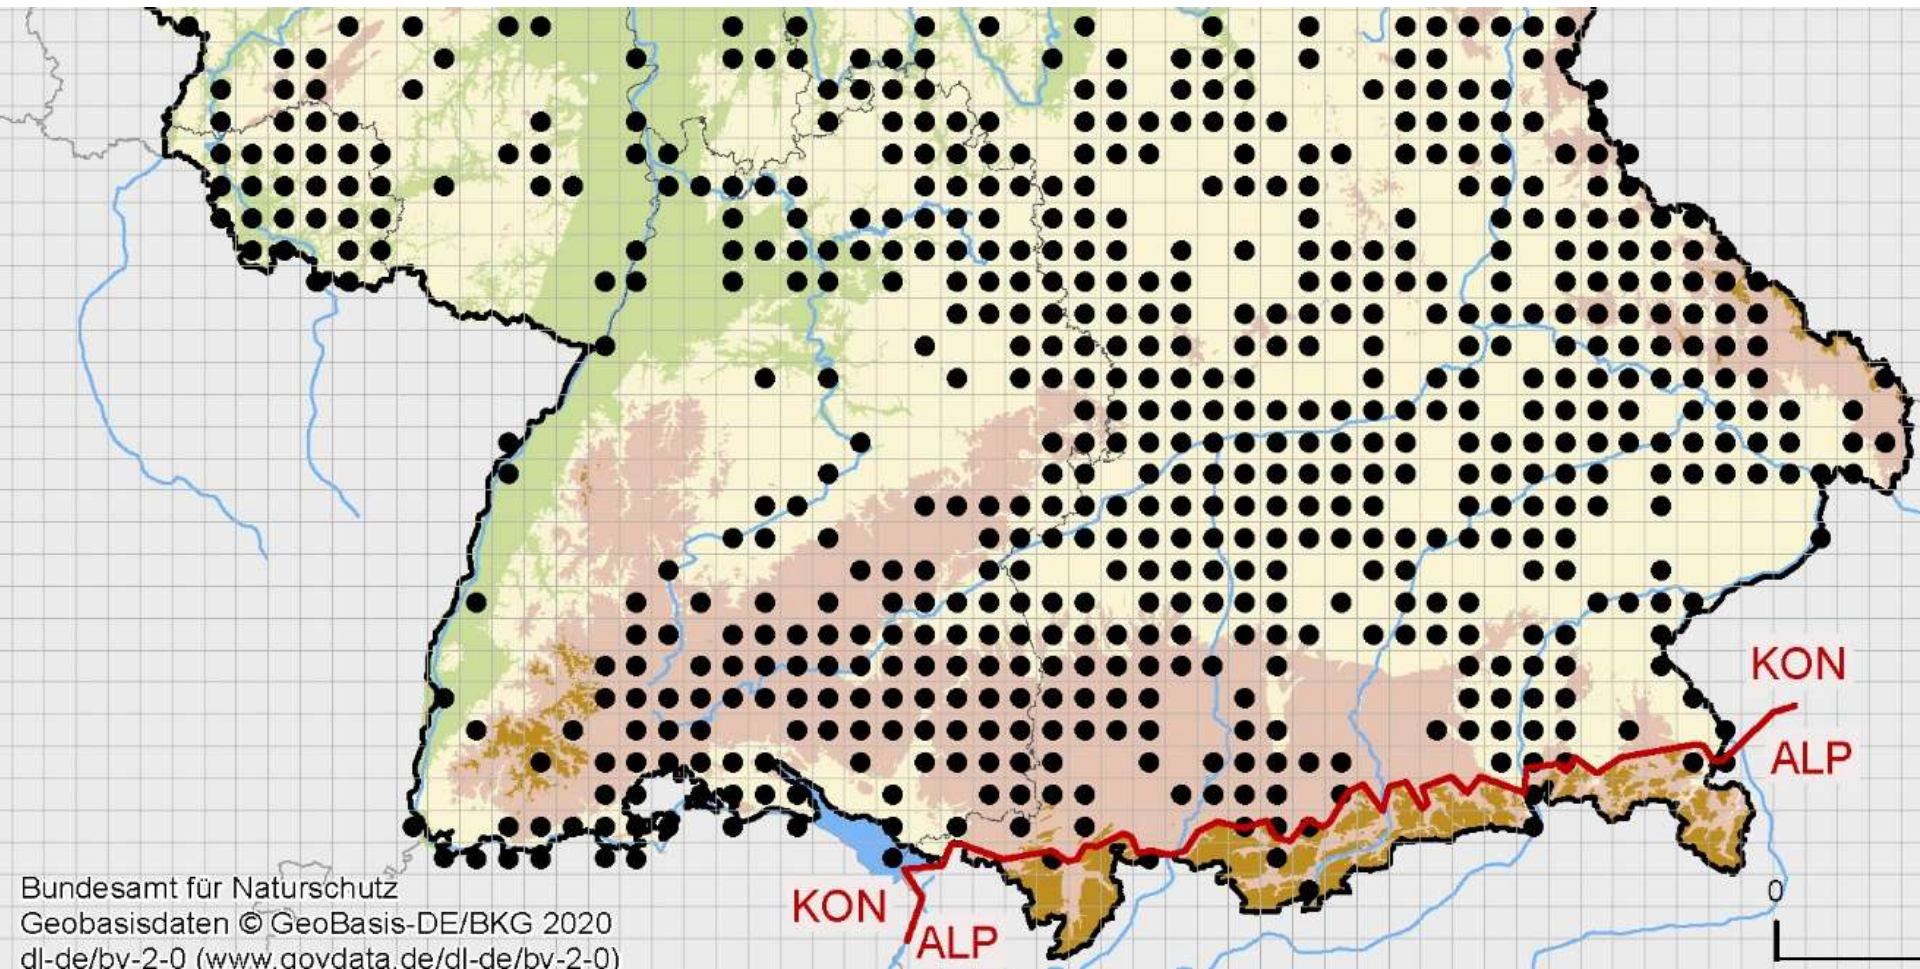 KON
ALP
0
KON
ALP
Bundesamt für Naturschutz
Geobasisdaten © GeoBasis-DE/BKG 2020
dl-de/by-2-0 (www.govdata.de/dl-de/by-2-0)